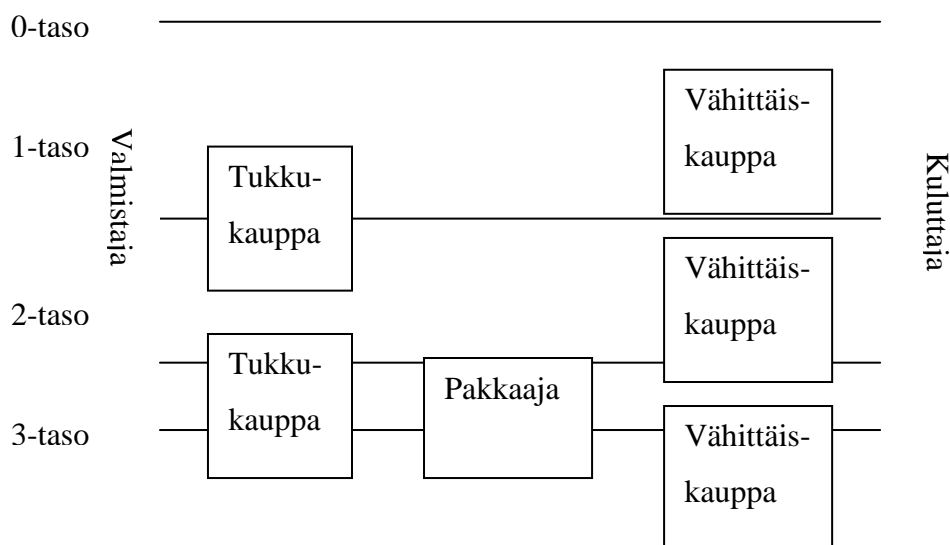 0-taso
Vähittäis-
kauppa
1-taso
Valmistaja
Tukku-
kauppa
Kuluttaja
Vähittäis-
kauppa
2-taso
Tukku-
kauppa
Pakkaaja
3-taso
Vähittäis-
kauppa